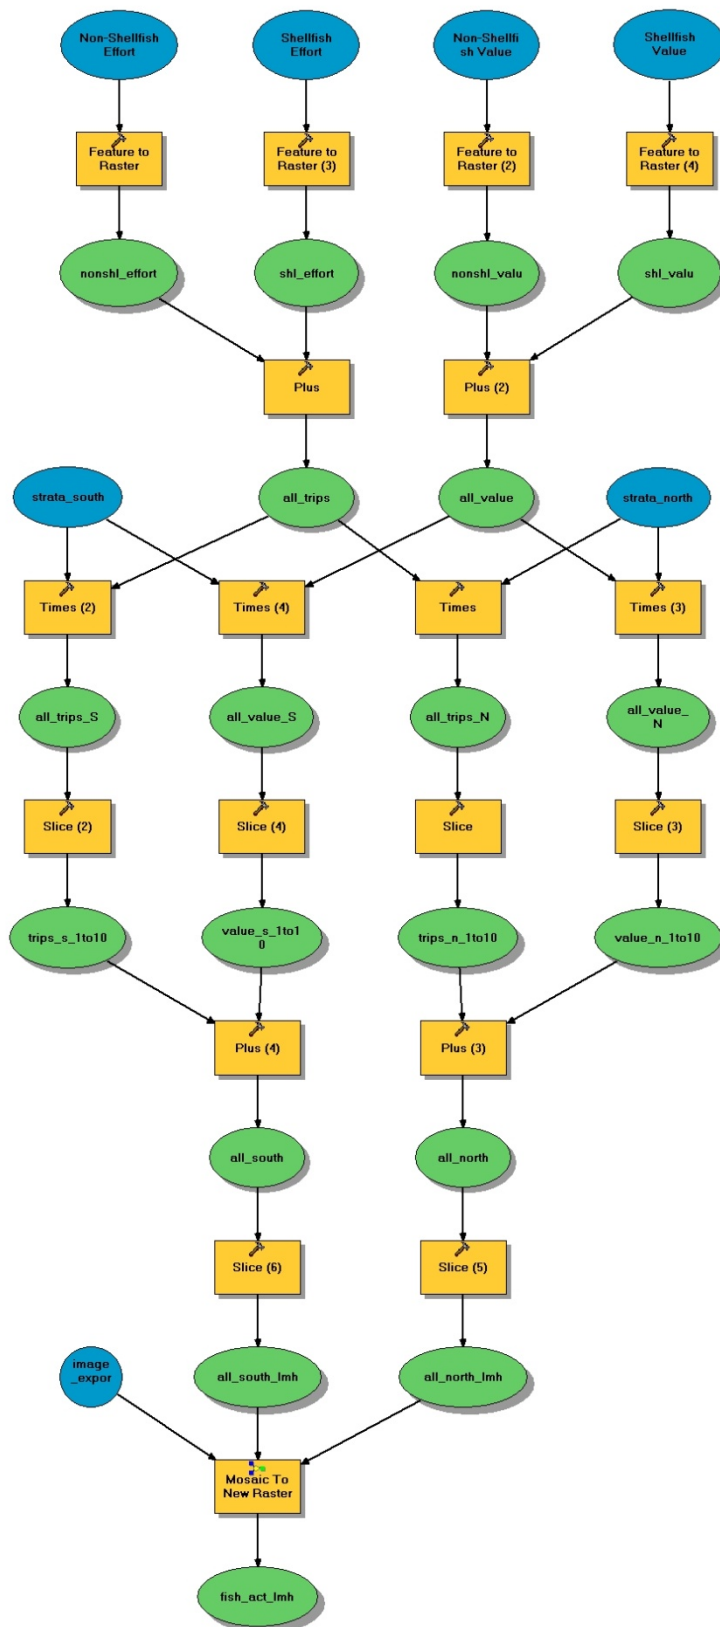 Non-Shellfish
Effort
Shellfish
Effort
Non-Shellfi
sh Value
Shellfish
Value
Feature to
Raster
Feature to
Raster (3)
Feature to
Raster (2)
Feature to
Raster (4)
nonshl_effort
shl_effort
nonshl_valu
shl_valu
Plus
Plus (2)
strata_south
all_trips
all_value
strata_north
Times (2)
Times (4)
Times
Times (3)
all_trips_S
all_value_S
all_trips_N
all_value_
N
Slice (2)
Slice (4)
Slice
Slice (3)
trips_s_1to10
value_s_1to1
0
trips_n_1to10
value_n_1to10
Plus (4)
Plus (3)
all_south
all_north
Slice (6)
Slice (5)
image
_expor
all_south_lmh
all_north_lmh
Mosaic To
New Raster
fish_act_lmh